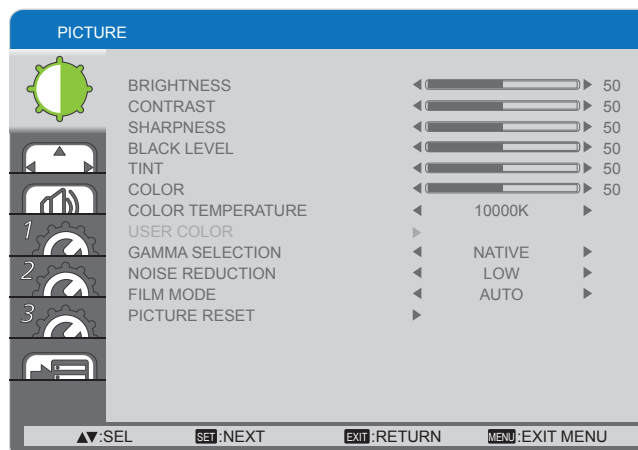 PICTURE
BRIGHTNESS 50
CONTRAST 50
SHARPNESS 50
BLACK LEVEL 50
TINT 50
COLOR 50
COLOR TEMPERATURE 10000K
USER COLOR
GAMMA SELECTION NATIVE
NOISE REDUCTION LOW
FILM MODE AUTO
PICTURE RESET
1
2
3
▲▼:SEL SET:NEXT EXIT:RETURN MENU:EXIT MENU